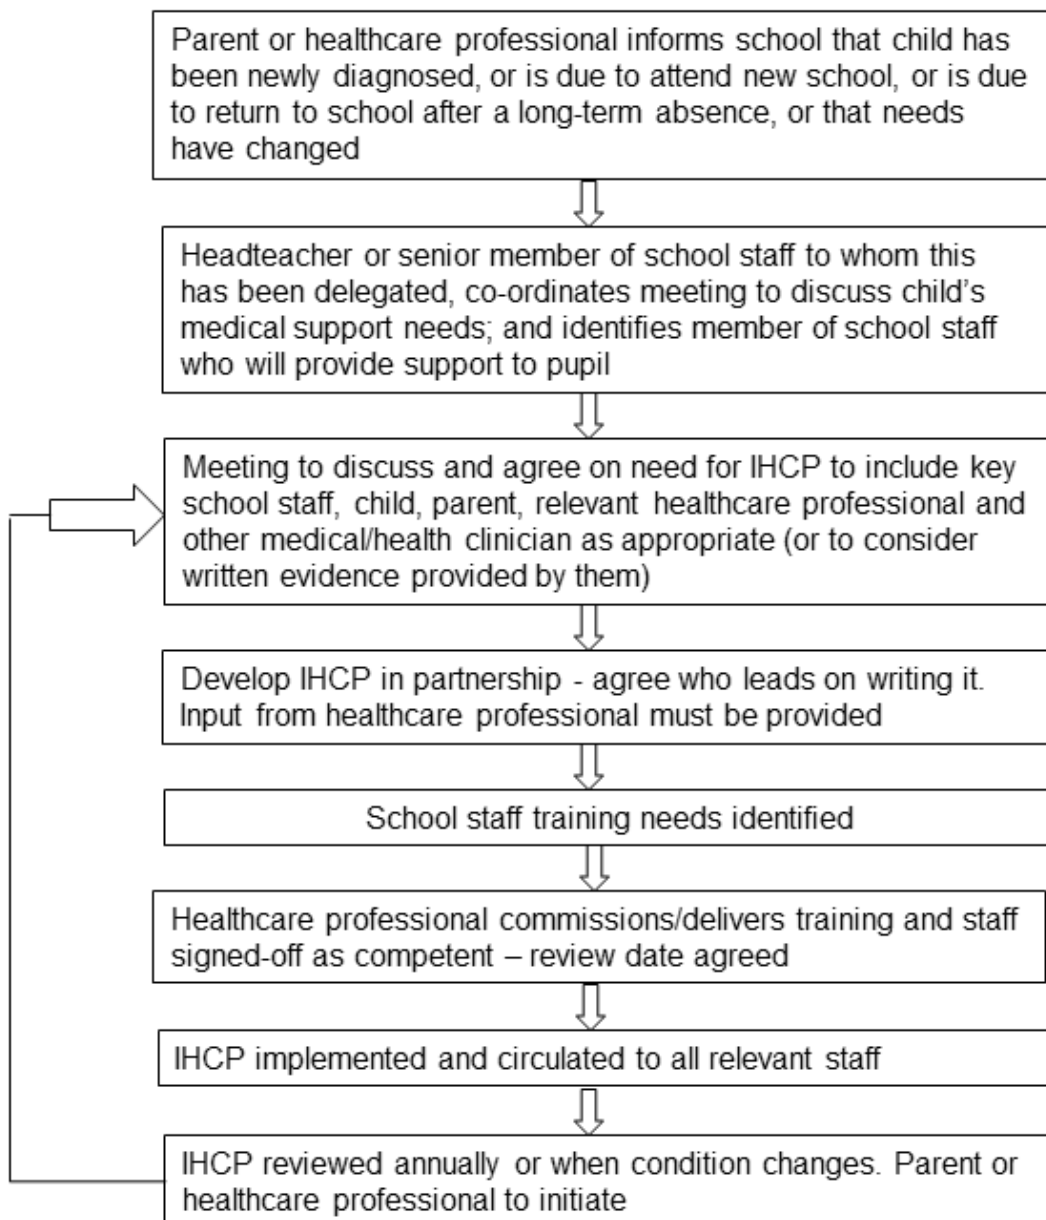 Parent or healthcare professional informs school that child has
been newly diagnosed, or is due to attend new school, or is due
to return to school after a long-term absence, or that needs
have changed
Headteacher or senior member of school staff to whom this
has been delegated, co-ordinates meeting to discuss child's
medical support needs; and identifies member of school staff
who will provide support to pupil
Meeting to discuss and agree on need for IHCP to include key
school staff, child, parent, relevant healthcare professional and
other medical/health clinician as appropriate (or to consider
written evidence provided by them)
Develop IHCP in partnership - agree who leads on writing it.
Input from healthcare professional must be provided
School staff training needs identified
Healthcare professional commissions/delivers training and staff
signed-off as competent – review date agreed
IHCP implemented and circulated to all relevant staff
IHCP reviewed annually or when condition changes. Parent or
healthcare professional to initiate